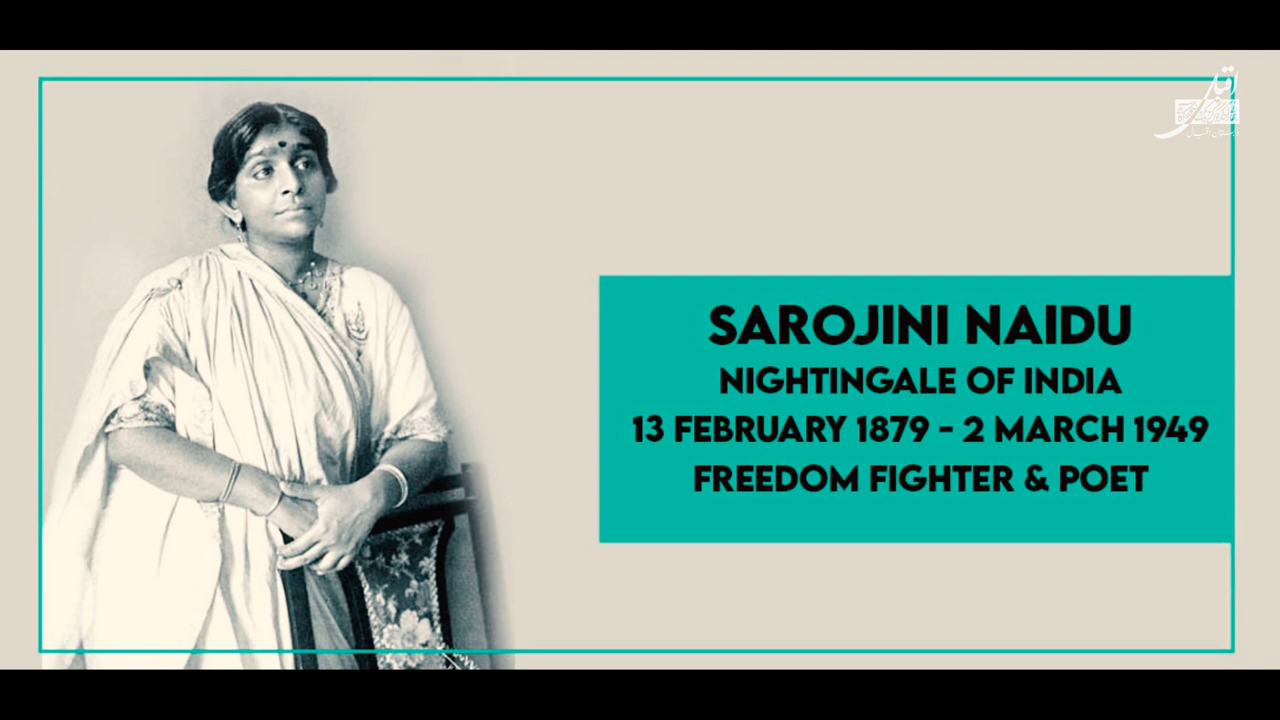 SAROJINI NAIDU
NIGHTINGALE OF INDIA
13 FEBRUARY 1879 - 2 MARCH 1949
FREEDOM FIGHTER & POET